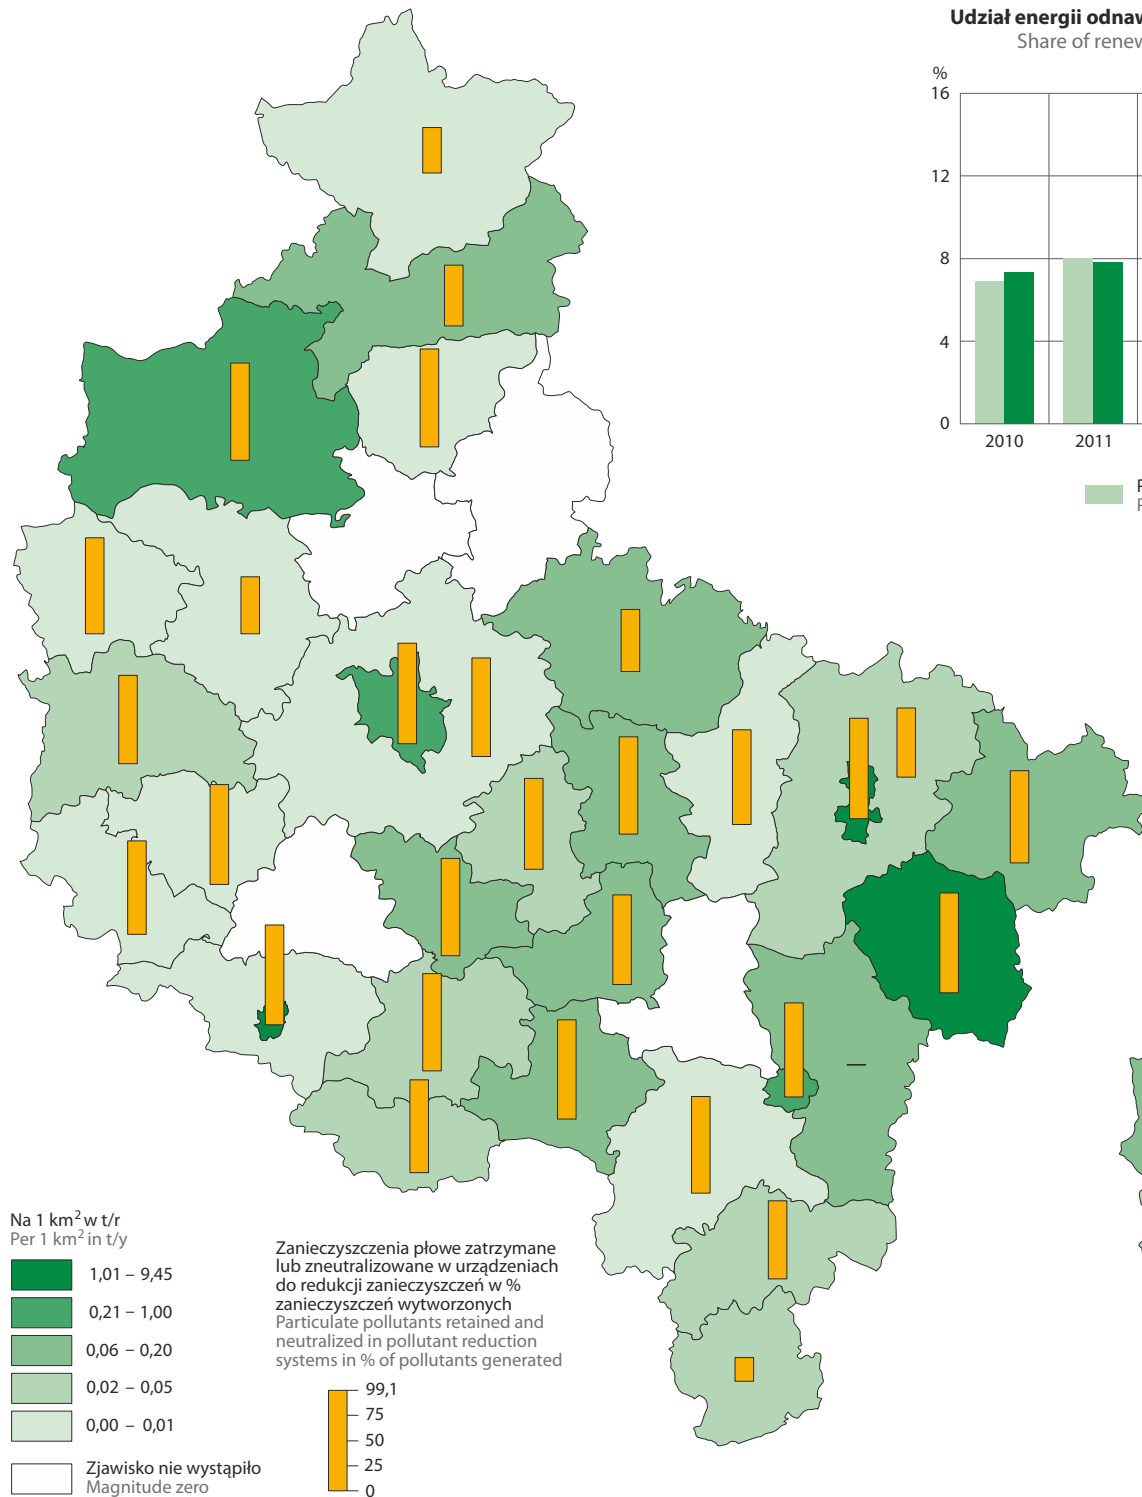 Udział energii odnaw
Share of renew
%
16
12
8
4
0
2010 2011
Na 1 km² w t/r
Per 1 km² in t/y
1,01 – 9,45
0,21 – 1,00
0,06 – 0,20
0,02 – 0,05
0,00 – 0,01
Zjawisko nie wystąpiło
Magnitude zero
Zanieczyszczenia płowe zatrzymane
lub zneutralizowane w urządzeniach
do redukcji zanieczyszczeń w %
zanieczyszczeń wytworzonych
Particulate pollutants retained and
neutralized in pollutant reduction
systems in % of pollutants generated
99,1
75
50
25
0